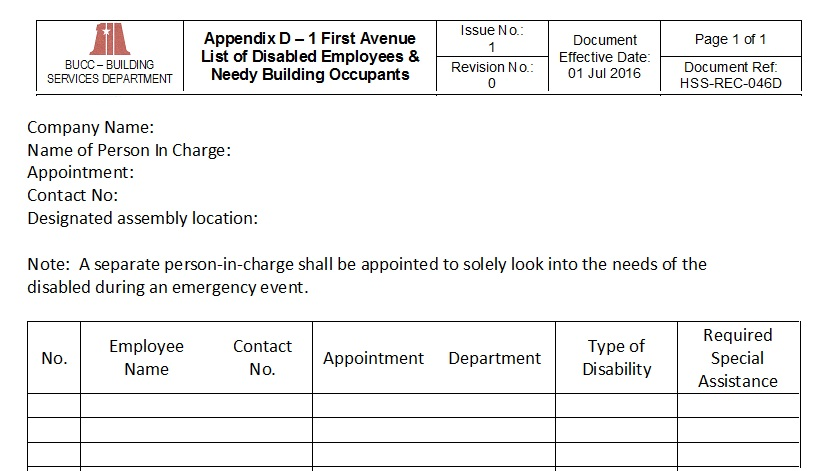 BUCC – BUILDING
SERVICES DEPARTMENT
Appendix D – 1 First Avenue
List of Disabled Employees &
Needy Building Occupants
Issue No.:
1
Revision No.:
0
Document
Effective Date:
01 Jul 2016
Page 1 of 1
Document Ref:
HSS-REC-046D
Company Name:
Name of Person In Charge:
Appointment:
Contact No:
Designated assembly location:
Note: A separate person-in-charge shall be appointed to solely look into the needs of the
disabled during an emergency event.
No.
Employee
Name
Contact
No.
Appointment
Department
Type of
Disability
Required
Special
Assistance